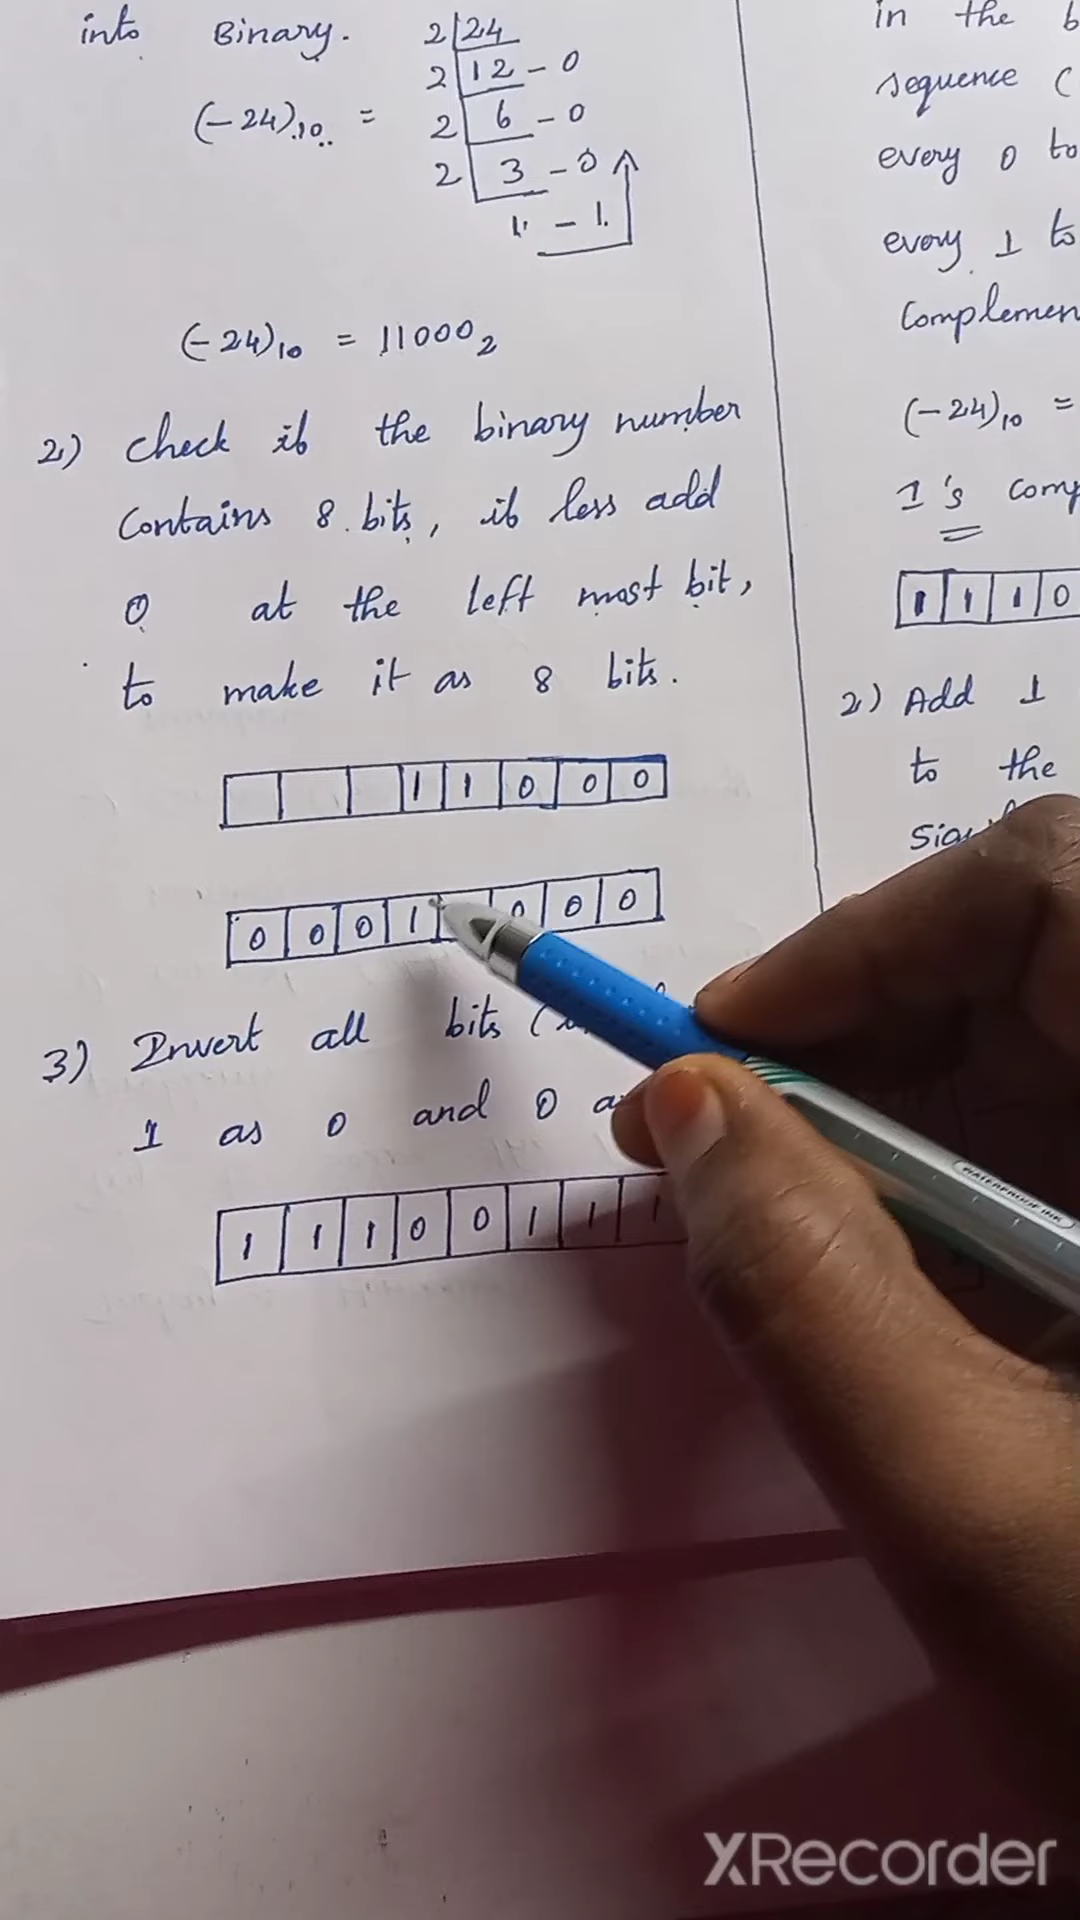 into Binary.
2 24
2 12 - 0
(-24)10 = 2 6 - 0
2 3 - 0
1 - 1
(-24)10 = 11000 2
2) Check if the binary number
Contains 8 bits, if less add
0 at the left most bit,
to make it as 8 bits.
1 1 0 0 0
0 0 0 1 0 0 0
3) Invert all bits (
1 as 0 and 0
1 1 1 0 0 1 1 1
in the b
sequence (
every 0 to
every 1 to
Complemen
(-24)10 =
1's comp
1 1 1 0
2) Add 1
to the
WATERPROOF INK
XRecorder